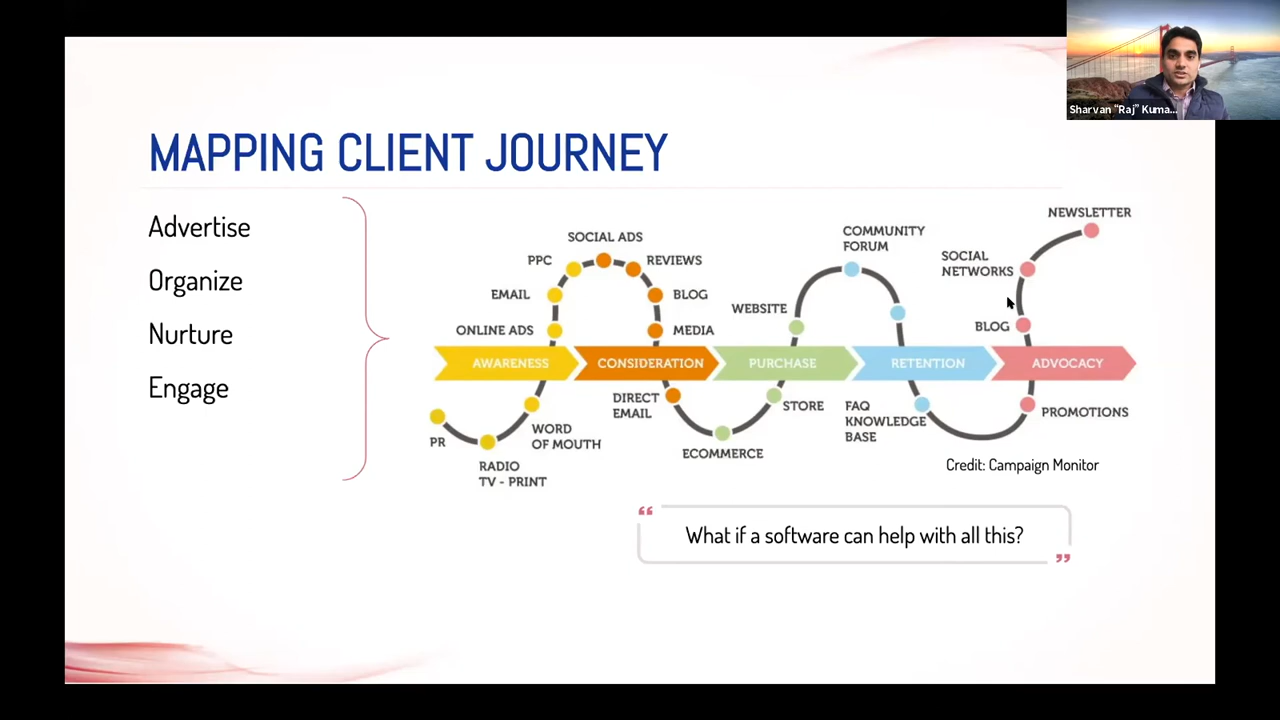 Sharvan "Raj" Kuma...
MAPPING CLIENT JOURNEY
Advertise
Organize
Nurture
Engage
NEWSLETTER
COMMUNITY
FORUM
SOCIAL ADS
SOCIAL
NETWORKS
PPC
REVIEWS
EMAIL
BLOG
WEBSITE
ONLINE ADS
MEDIA
BLOG
AWARENESS
CONSIDERATION
PURCHASE
RETENTION
ADVOCACY
PR
RADIO
TV - PRINT
WORD
OF MOUTH
DIRECT
EMAIL
ECOMMERCE
STORE
FAQ
KNOWLEDGE
BASE
PROMOTIONS
Credit: Campaign Monitor
“ What if a software can help with all this? ”